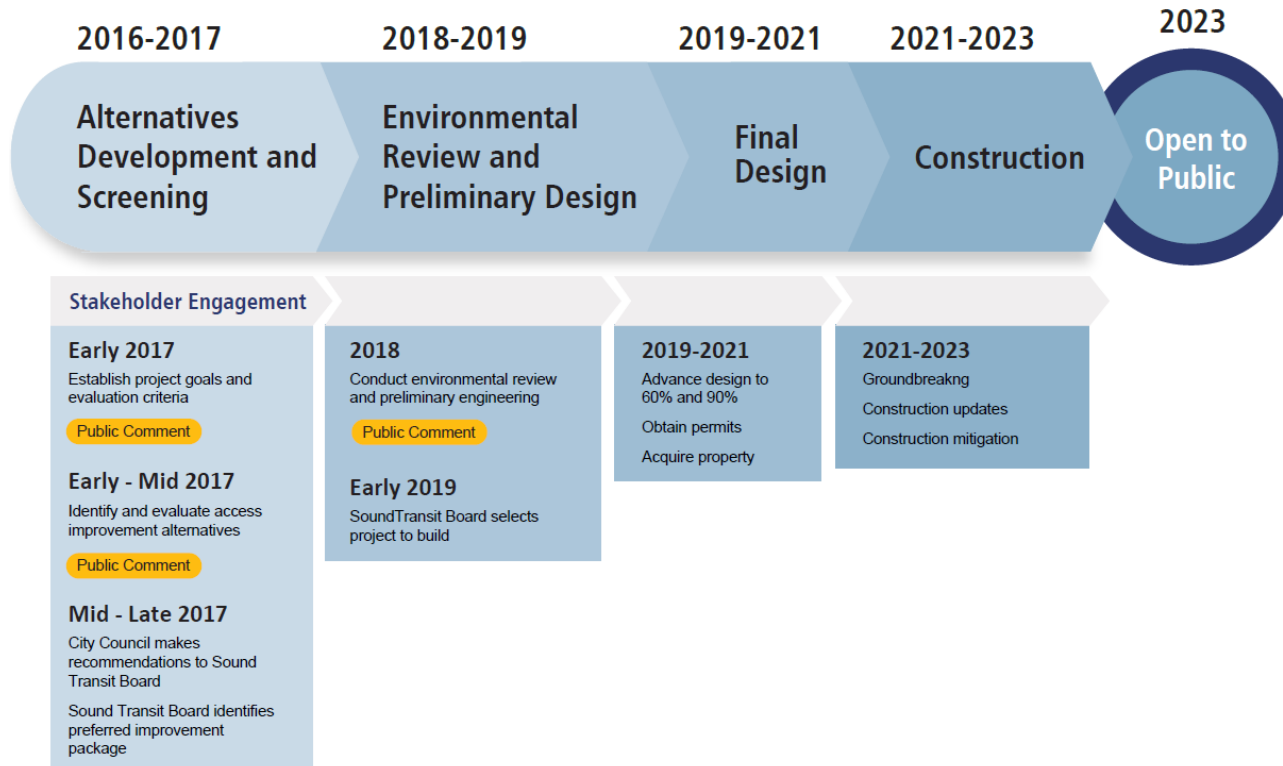 2016-2017
2018-2019
2019-2021
2021-2023
2023
Alternatives
Development and
Screening
Environmental
Review and
Preliminary Design
Final
Design
Construction
Open to
Public
Stakeholder Engagement
Early 2017
Establish project goals and
evaluation criteria
Public Comment
Early - Mid 2017
Identify and evaluate access
improvement alternatives
Public Comment
Mid - Late 2017
City Council makes
recommendations to Sound
Transit Board
Sound Transit Board identifies
preferred improvement
package
2018
Conduct environmental review
and preliminary engineering
Public Comment
Early 2019
SoundTransit Board selects
project to build
2019-2021
Advance design to
60% and 90%
Obtain permits
Acquire property
2021-2023
Groundbreakng
Construction updates
Construction mitigation